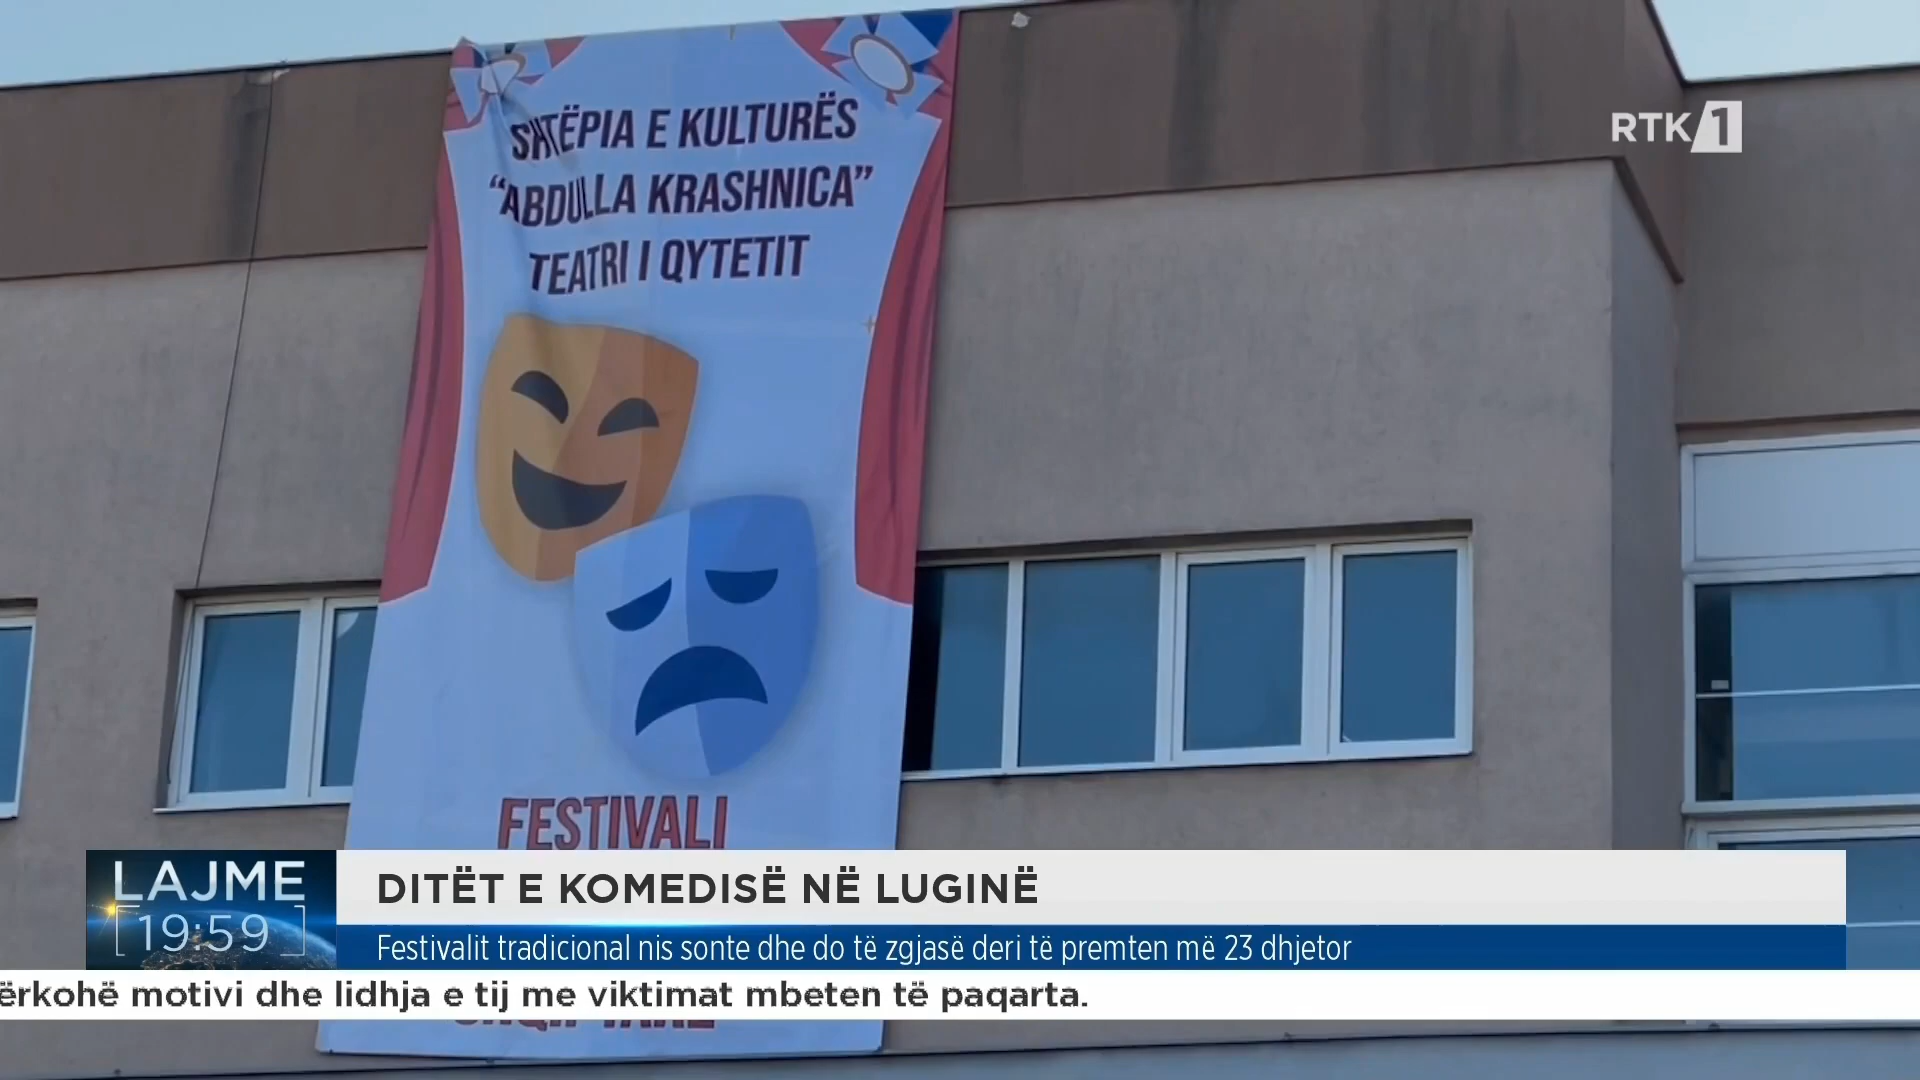 SHTËPIA E KULTURËS
“ABDULLA KRASHNICA”
TEATRI I QYTETIT
RTK 1
FESTIVALI
LAJME
19:59
DITËT E KOMEDISË NË LUGINË
Festivalit tradicional nis sonte dhe do të zgjasë deri të premten më 23 dhjetor
ërkohë motivi dhe lidhja e tij me viktimat mbeten të paqarta.